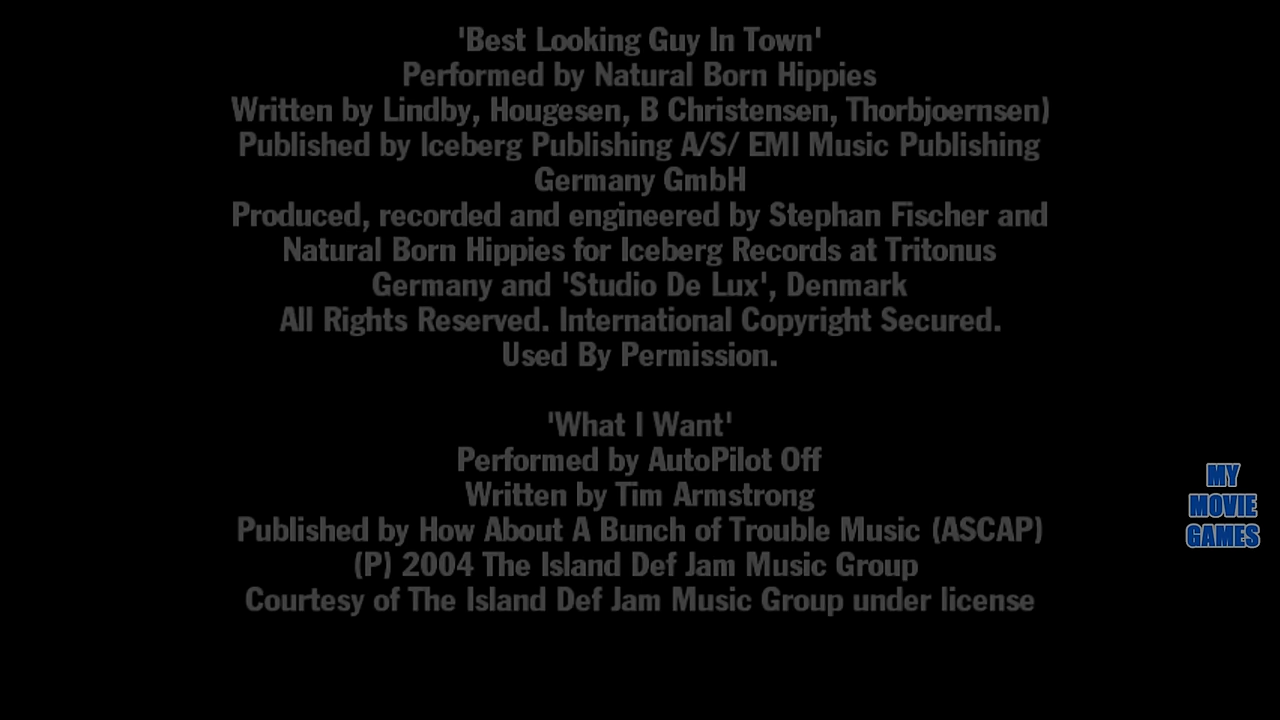 'Best Looking Guy In Town'
Performed by Natural Born Hippies
Written by Lindby, Hougesen, B Christensen, Thorbjoernsen)
Published by Iceberg Publishing A/S/ EMI Music Publishing
Germany GmbH
Produced, recorded and engineered by Stephan Fischer and
Natural Born Hippies for Iceberg Records at Tritonus
Germany and 'Studio De Lux', Denmark
All Rights Reserved. International Copyright Secured.
Used By Permission.
'What I Want'
Performed by AutoPilot Off
Written by Tim Armstrong
Published by How About A Bunch of Trouble Music (ASCAP)
(P) 2004 The Island Def Jam Music Group
Courtesy of The Island Def Jam Music Group under license
MY
MOVIE
GAMES